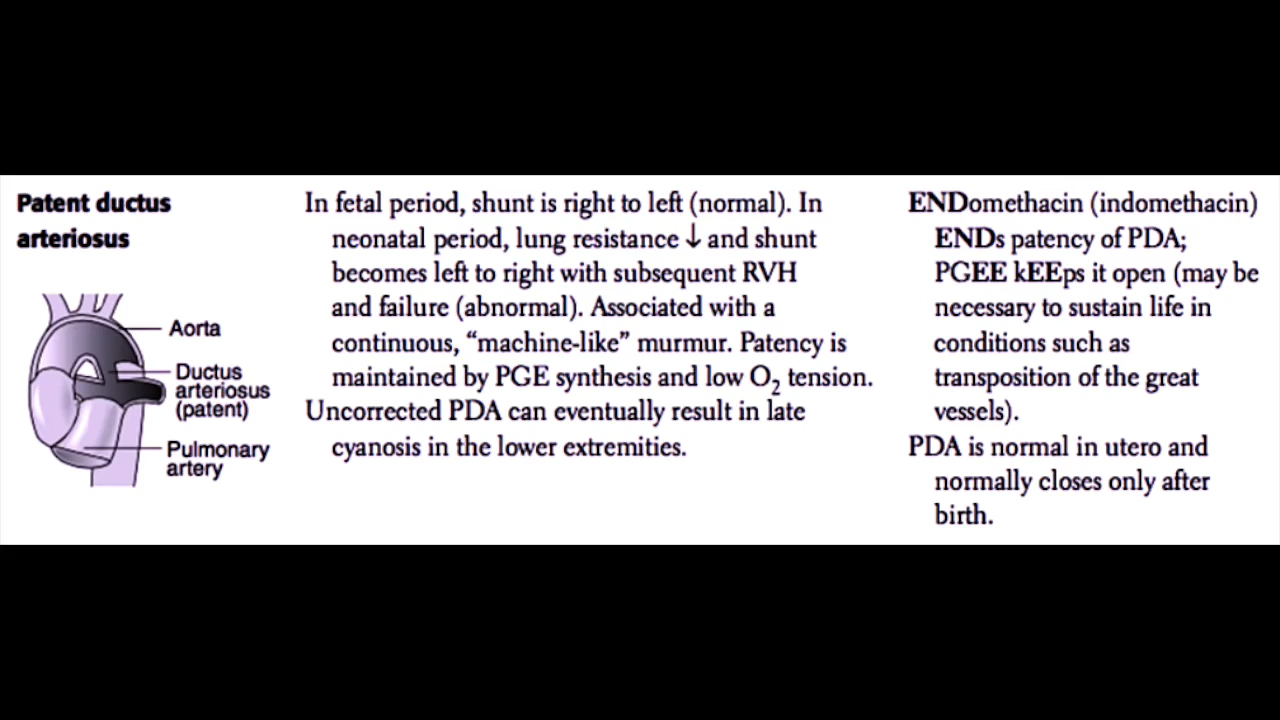 Patent ductus
arteriosus
Aorta
Ductus
arteriosus
(patent)
Pulmonary
artery
In fetal period, shunt is right to left (normal). In
neonatal period, lung resistance ↓ and shunt
becomes left to right with subsequent RVH
and failure (abnormal). Associated with a
continuous, “machine-like” murmur. Patency is
maintained by PGE synthesis and low O₂ tension.
Uncorrected PDA can eventually result in late
cyanosis in the lower extremities.
ENDomethacin (indomethacin)
ENDs patency of PDA;
PGEE kEEps it open (may be
necessary to sustain life in
conditions such as
transposition of the great
vessels).
PDA is normal in utero and
normally closes only after
birth.